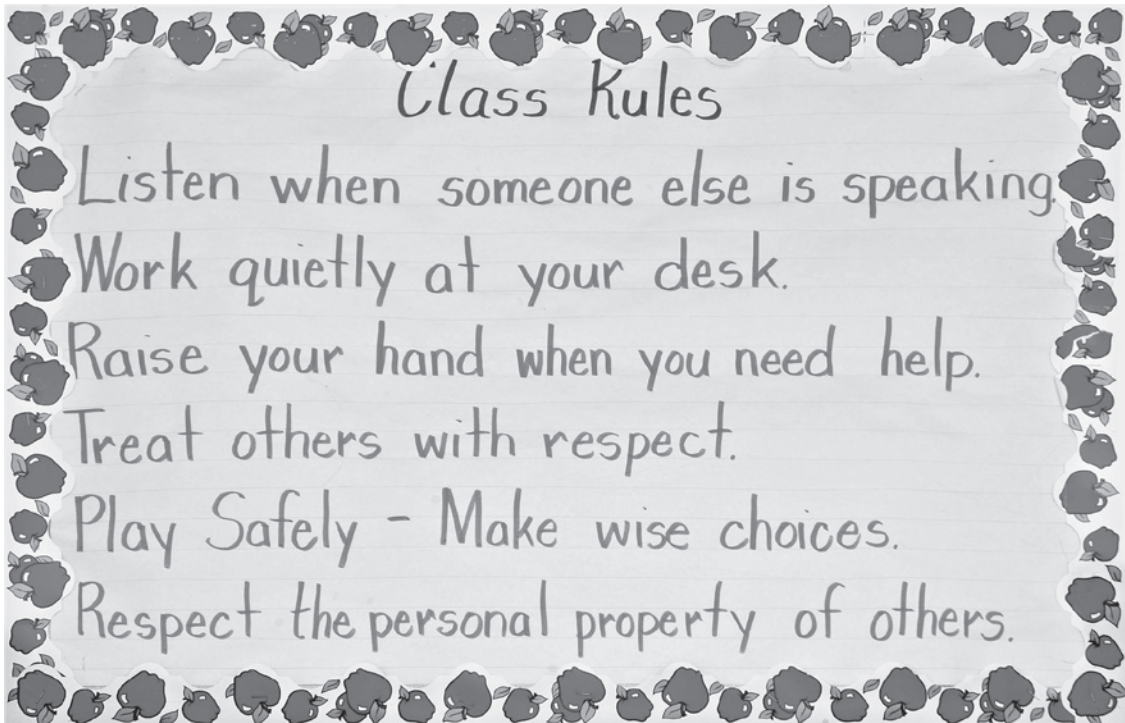 Class Rules
Listen when someone else is speaking.
Work quietly at your desk.
Raise your hand when you need help.
Treat others with respect.
Play Safely - Make wise choices.
Respect the personal property of others.